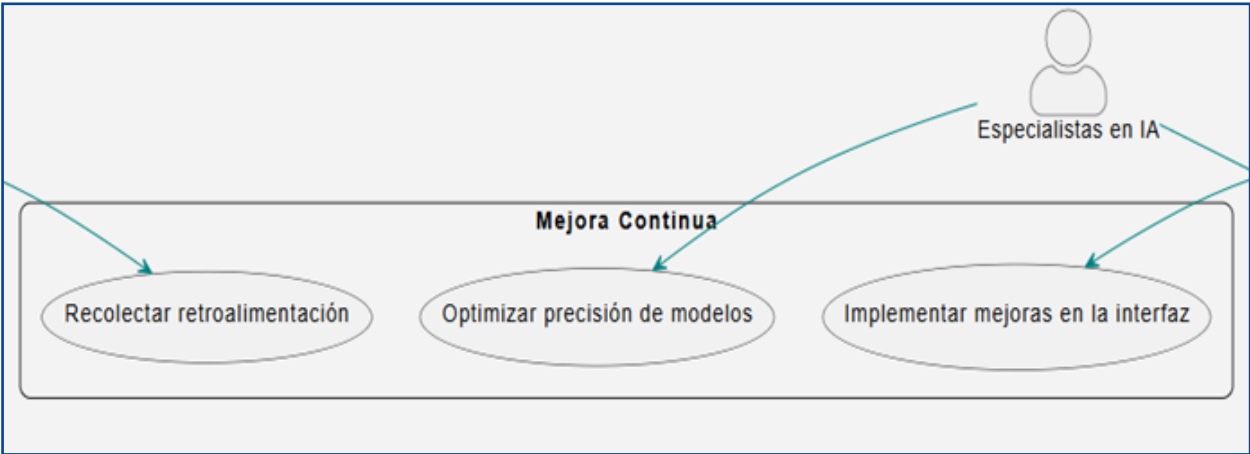 Especialistas en IA
Mejora Continua
Recolectar retroalimentación
Optimizar precisión de modelos
Implementar mejoras en la interfaz